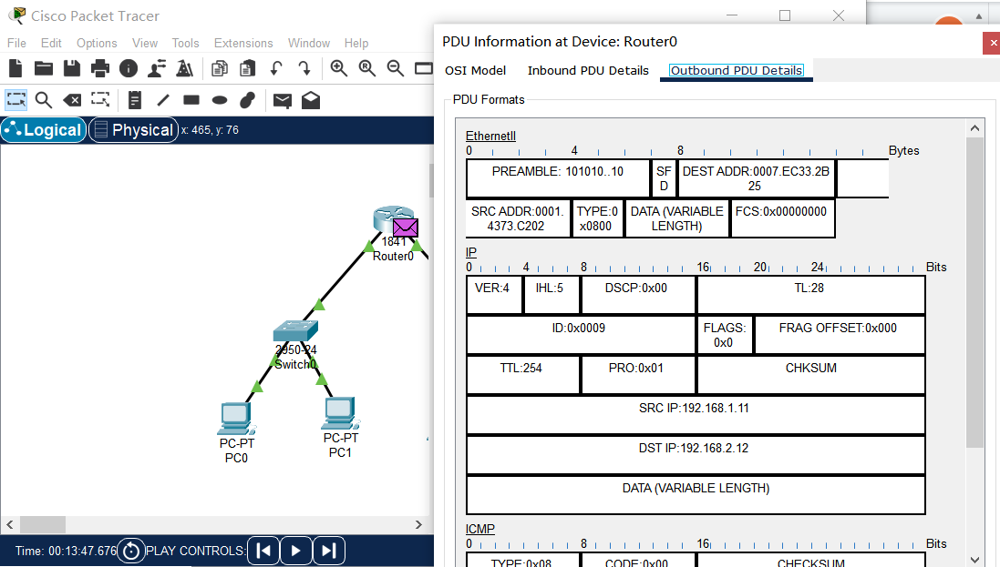 Cisco Packet Tracer
File Edit Options View Tools Extensions Window Help
Logical Physical x: 465, y: 76
1841
Router0
2950-24
Switch0
PC-PT
PC0
PC-PT
PC1
Time: 00:13:47.676 PLAY CONTROLS:
PDU Information at Device: Router0
OSI Model Inbound PDU Details Outbound PDU Details
PDU Formats
EthernetII
0 4 8 Bytes
PREAMBLE: 101010..10 SF
D DEST ADDR:0007.EC33.2B
25
SRC ADDR:0001.
4373.C202 TYPE:0
x0800 DATA (VARIABLE
LENGTH) FCS:0x00000000
IP
0 4 8 16 20 24 Bits
VER:4 IHL:5 DSCP:0x00 TL:28
ID:0x0009 FLAGS:
0x0 FRAG OFFSET:0x000
TTL:254 PRO:0x01 CHKSUM
SRC IP:192.168.1.11
DST IP:192.168.2.12
DATA (VARIABLE LENGTH)
ICMP
0 8 16 Bits
TYPE:0x08 CODE:0x00 CHECKSUM